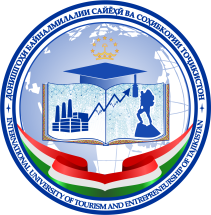 ДОНИШГОҲИ БАЙНАЛМИЛАЛИИ САЙЁҲӢ ВА СОҲИБКОРИИ ТОҶИКИСТОН
INTERNATIONAL UNIVERSITY OF TOURISM AND ENTREPRENEURSHIP OF TAJIKISTAN